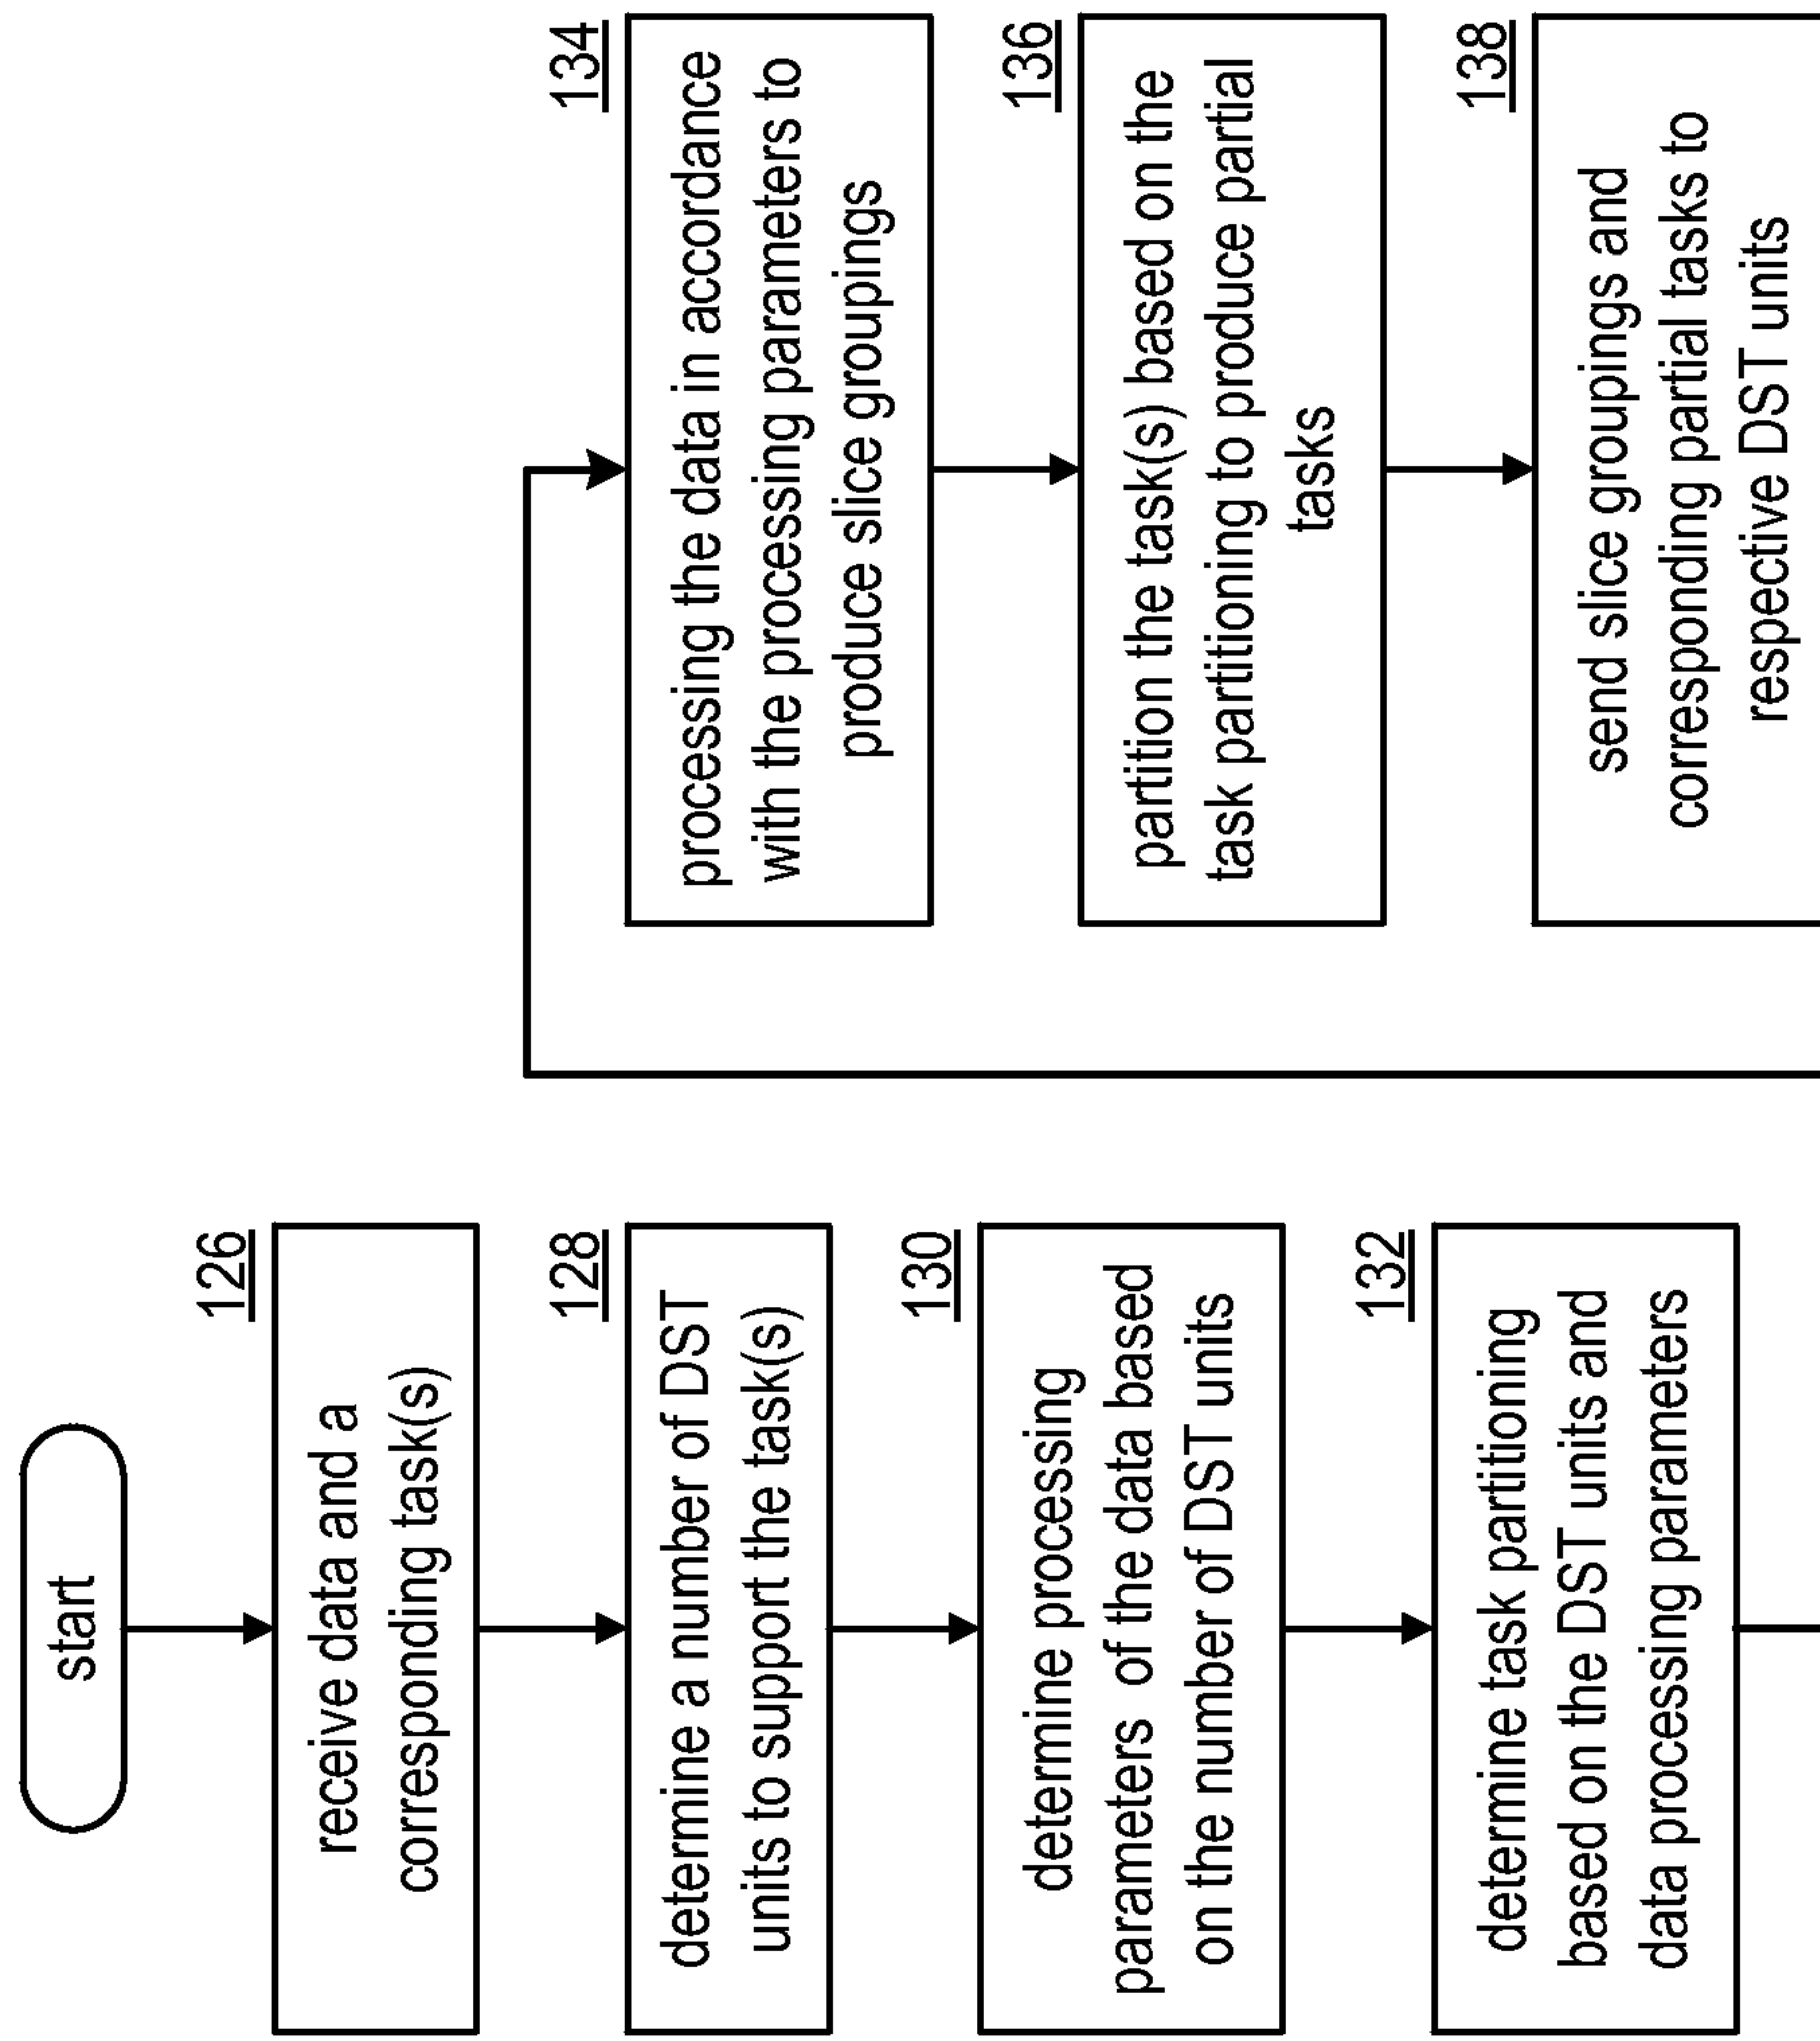 start
126
receive data and a
corresponding task(s)
128
determine a number of DST
units to support the task(s)
130
determine processing
parameters of the data based
on the number of DST units
132
determine task partitioning
based on the DST units and
data processing parameters
134
processing the data in accordance
with the processing parameters to
produce slice groupings
136
partition the task(s) based on the
task partitioning to produce partial
tasks
138
send slice groupings and
corresponding partial tasks to
respective DST units